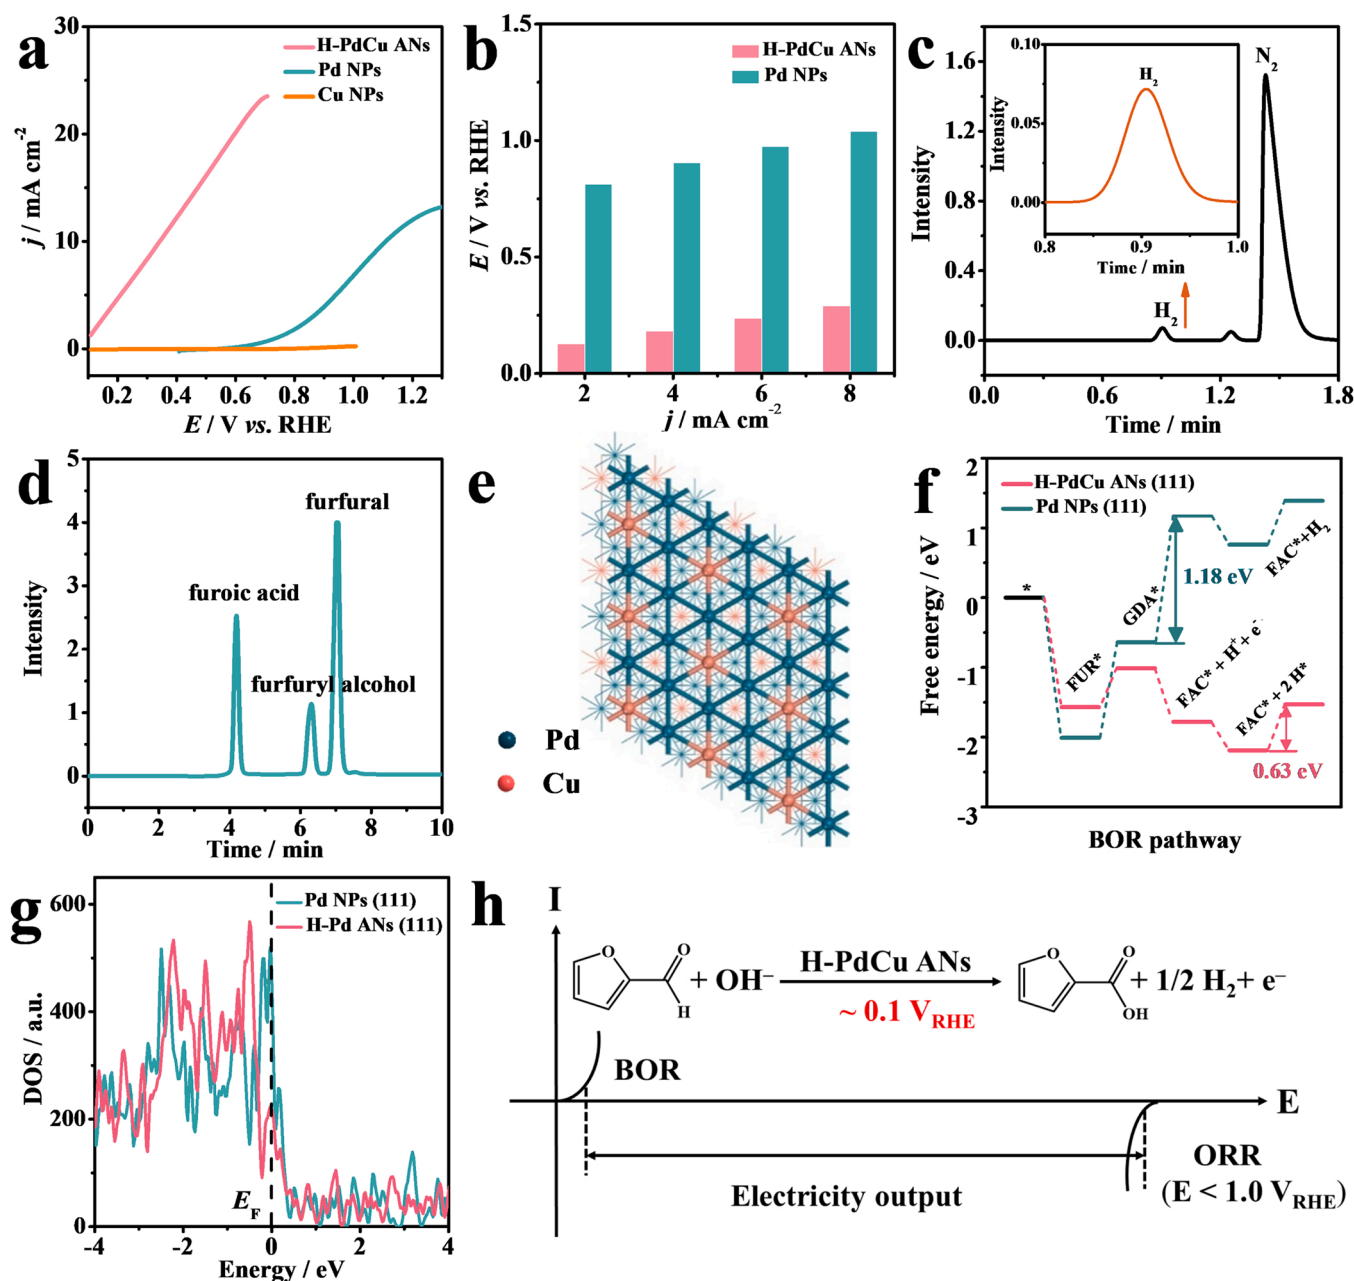 a
30
20
10
0
j / mA cm-2
H-PdCu ANs
Pd NPs
Cu NPs
0.2 0.4 0.6 0.8 1.0 1.2
E / V vs. RHE
b
1.5
1.0
0.5
0.0
E / V vs. RHE
H-PdCu ANs
Pd NPs
2 4 6 8
j / mA cm-2
c
1.6
1.2
0.8
0.4
0.0
Intensity
N2
H2
0.10
0.05
0.00
Intensity
H2
0.8 0.9 1.0
Time / min
0.0 0.6 1.2 1.8
Time / min
d
5
4
3
2
1
0
Intensity
furfural
furoic acid
furfuryl alcohol
0 2 4 6 8 10
Time / min
e
Pd
Cu
f
2
1
0
-1
-2
-3
Free energy / eV
H-PdCu ANs (111)
Pd NPs (111)
*
FUR*
GDA*
FAC* + H+ + e-
FAC* + 2 H*
FAC*+H2
1.18 eV
0.63 eV
BOR pathway
g
600
400
200
0
DOS / a.u.
Pd NPs (111)
H-Pd ANs (111)
EF
-4 -2 0 2 4
Energy / eV
h
I
O
O
H
+ OH–
H-PdCu ANs
~ 0.1 VRHE
O
O
OH
+ 1/2 H2+ e–
BOR
E
Electricity output
ORR
(E < 1.0 VRHE)